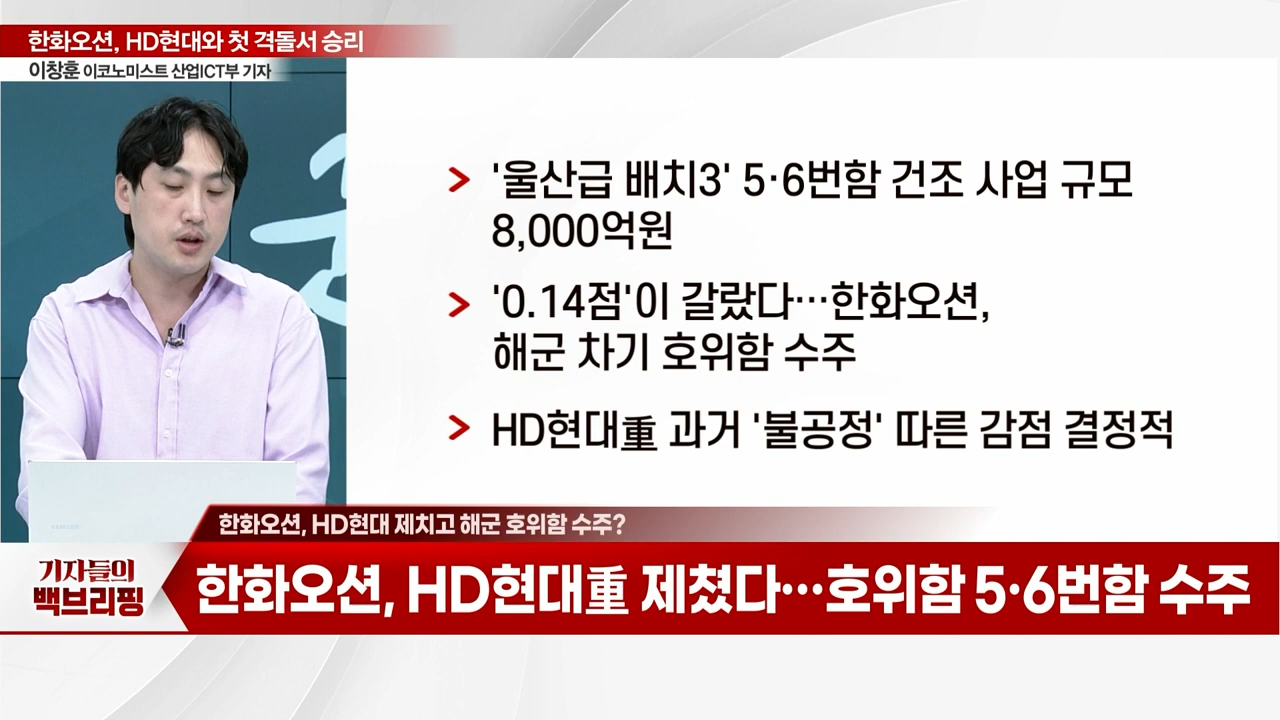 한화오션, HD현대와 첫 격돌서 승리
이창훈 이코노미스트 산업ICT부 기자
'울산급 배치3' 5·6번함 건조 사업 규모
8,000억원
'0.14점'이 갈랐다…한화오션,
해군 차기 호위함 수주
HD현대重 과거 '불공정' 따른 감점 결정적
한화오션, HD현대 제치고 해군 호위함 수주?
기자들의
백브리핑
한화오션, HD현대重 제쳤다…호위함 5·6번함 수주